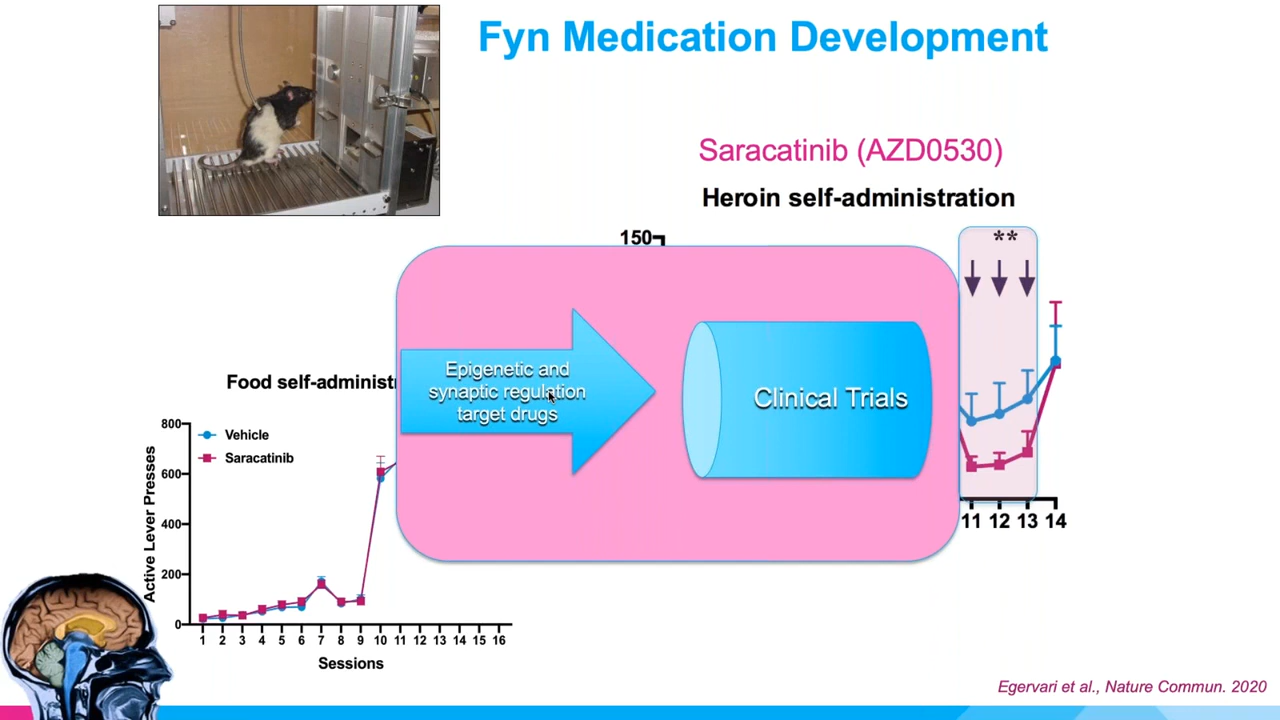 Fyn Medication Development
Saracatinib (AZD0530)
Heroin self-administration
150
**
Epigenetic and
synaptic regulation
target drugs
Clinical Trials
11 12 13 14
Food self-administr
Active Lever Presses
800
600
400
200
0
Vehicle
Saracatinib
1 2 3 4 5 6 7 8 9 10 11 12 13 14 15 16
Sessions
Egervari et al., Nature Commun. 2020